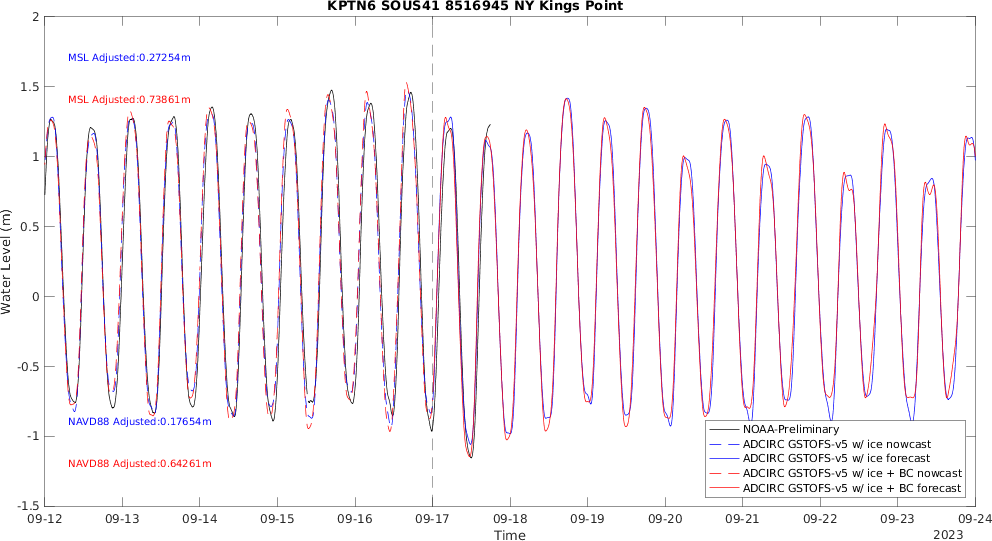 KPTN6 SOUS41 8516945 NY Kings Point
2
1.5
1
0.5
0
-0.5
-1
-1.5
Water Level (m)
MSL Adjusted:0.27254m
MSL Adjusted:0.73861m
NAVD88 Adjusted:0.17654m
NAVD88 Adjusted:0.64261m
NOAA-Preliminary
ADCIRC GSTOFS-v5 w/ ice nowcast
ADCIRC GSTOFS-v5 w/ ice forecast
ADCIRC GSTOFS-v5 w/ ice + BC nowcast
ADCIRC GSTOFS-v5 w/ ice + BC forecast
09-12 09-13 09-14 09-15 09-16 09-17 09-18 09-19 09-20 09-21 09-22 09-23 09-24
Time
2023